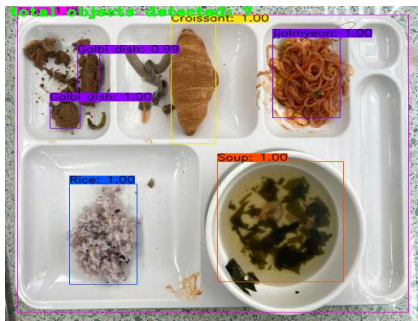 Total objects detected: 7
Croissant: 1.00
jjolmyeon: 1.00
Galbi dish: 0.99
Galbi dish: 1.00
Soup: 1.00
Rice: 1.00